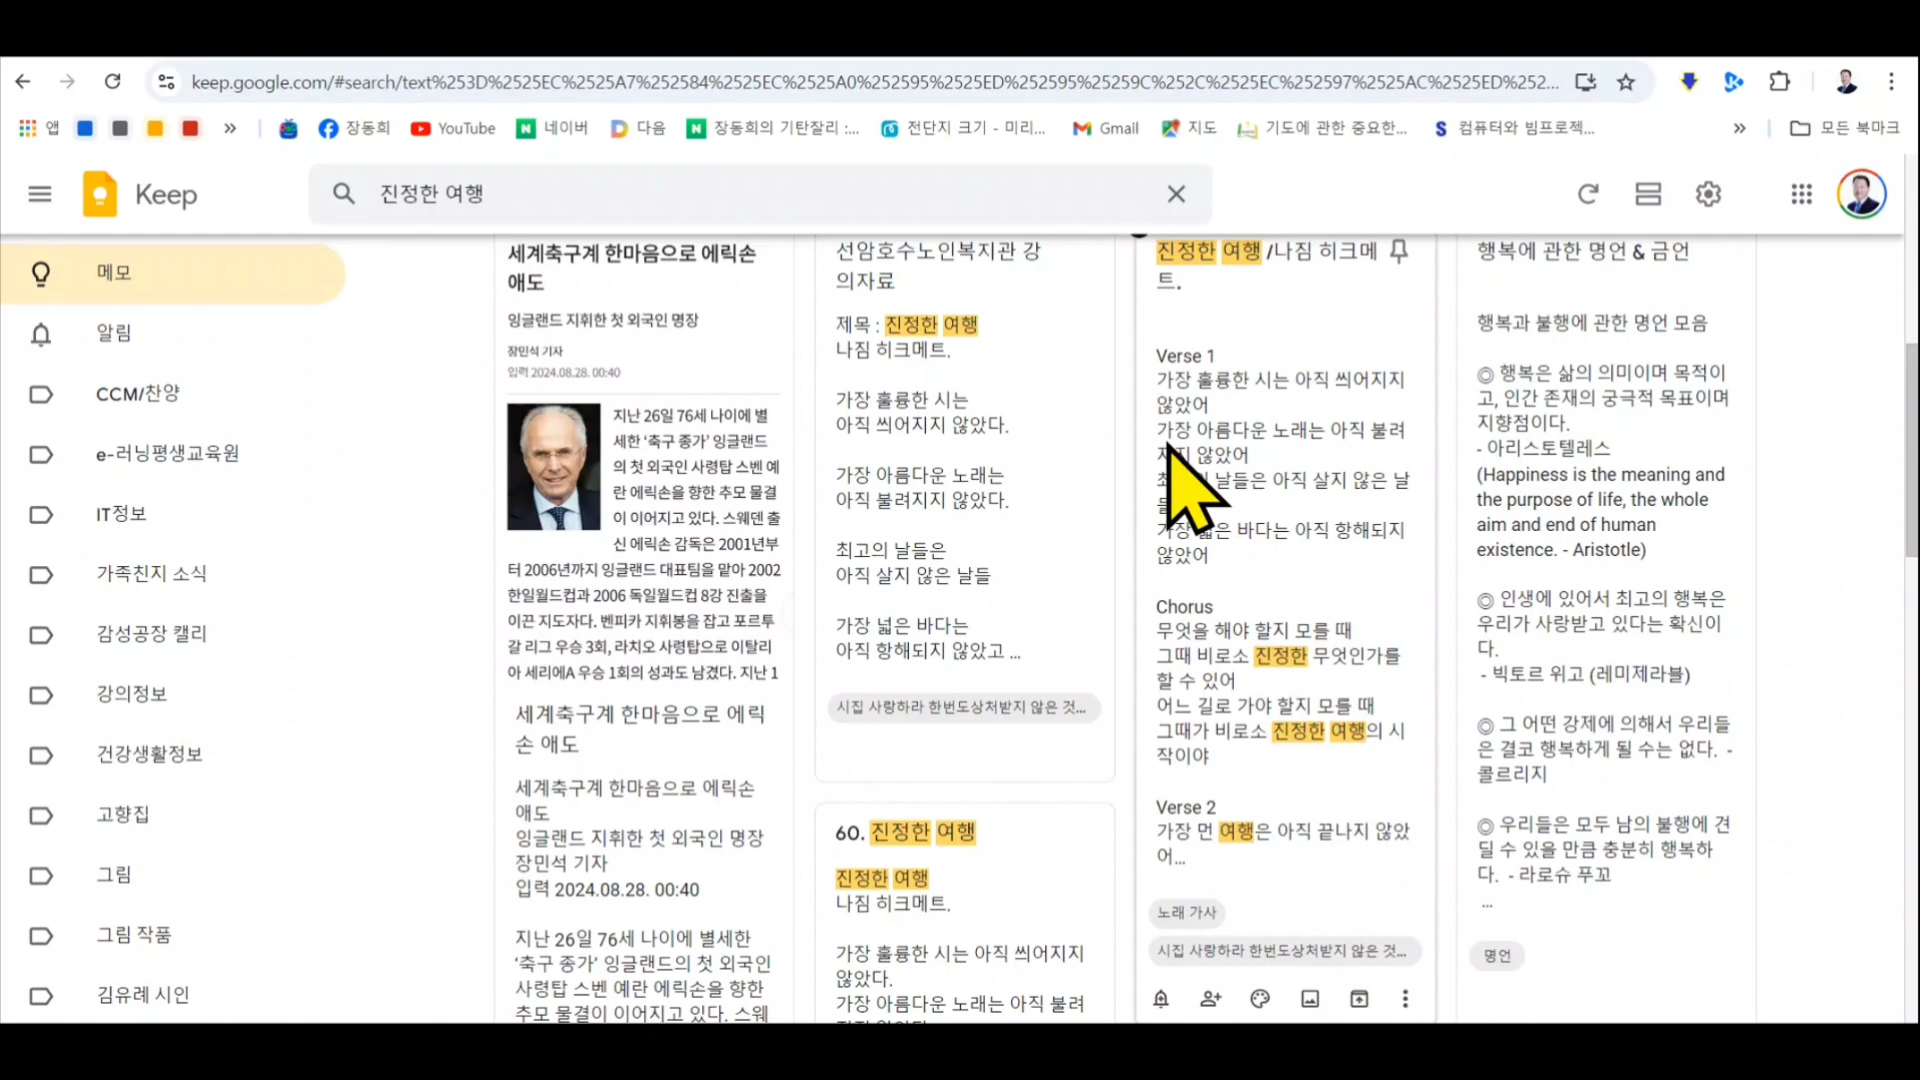 keep.google.com/#search/text%253D%2525EC%2525A7%252584%2525EC%2525A0%252595%2525ED%252595%25259C%252C%2525EC%252597%2525AC%2525ED%252...
앱
장동희
YouTube
네이버
다음
장동희의 기탄잘리 :...
전단지 크기 - 미리...
Gmail
지도
기도에 관한 중요한...
컴퓨터와 빔프로젝...
모든 북마크
Keep
진정한 여행
메모
알림
CCM/찬양
e-러닝평생교육원
IT정보
가족친지 소식
감성공장 캘리
강의정보
건강생활정보
고향집
그림
그림 작품
김유례 시인
세계축구계 한마음으로 에릭손
애도
잉글랜드 지휘한 첫 외국인 명장
장민석 기자
입력 2024.08.28. 00:40
지난 26일 76세 나이에 별
세한 ‘축구 종가’ 잉글랜드
의 첫 외국인 사령탑 스벤 예
란 에릭손을 향한 추모 물결
이 이어지고 있다. 스웨덴 출
신 에릭손 감독은 2001년부
터 2006년까지 잉글랜드 대표팀을 맡아 2002
한일월드컵과 2006 독일월드컵 8강 진출을
이끈 지도자다. 벤피카 지휘봉을 잡고 포르투
갈 리그 우승 3회, 라치오 사령탑으로 이탈리
아 세리에A 우승 1회의 성과도 남겼다. 지난 1
세계축구계 한마음으로 에릭
손 애도
세계축구계 한마음으로 에릭손
애도
잉글랜드 지휘한 첫 외국인 명장
장민석 기자
입력 2024.08.28. 00:40
지난 26일 76세 나이에 별세한
‘축구 종가’ 잉글랜드의 첫 외국인
사령탑 스벤 예란 에릭손을 향한
추모 물결이 이어지고 있다. 스웨
선암호수노인복지관 강
의자료
제목 : 진정한 여행
나짐 히크메트.
가장 훌륭한 시는
아직 씌어지지 않았다.
가장 아름다운 노래는
아직 불려지지 않았다.
최고의 날들은
아직 살지 않은 날들
가장 넓은 바다는
아직 항해되지 않았고 ...
시집 사랑하라 한번도상처받지 않은 것...
60. 진정한 여행
진정한 여행
나짐 히크메트.
가장 훌륭한 시는 아직 씌어지지
않았다.
가장 아름다운 노래는 아직 불려
진정한 여행 /나짐 히크메
트.
Verse 1
가장 훌륭한 시는 아직 씌어지지
않았어
가장 아름다운 노래는 아직 불려
않았어
날들은 아직 살지 않은 날
바다는 아직 항해되지
않았어
Chorus
무엇을 해야 할지 모를 때
그때 비로소 진정한 무엇인가를
할 수 있어
어느 길로 가야 할지 모를 때
그때가 비로소 진정한 여행의 시
작이야
Verse 2
가장 먼 여행은 아직 끝나지 않았
어...
노래 가사
시집 사랑하라 한번도상처받지 않은 것...
행복에 관한 명언 & 금언
행복과 불행에 관한 명언 모음
◎ 행복은 삶의 의미이며 목적이
고, 인간 존재의 궁극적 목표이며
지향점이다.
- 아리스토텔레스
(Happiness is the meaning and
the purpose of life, the whole
aim and end of human
existence. - Aristotle)
◎ 인생에 있어서 최고의 행복은
우리가 사랑받고 있다는 확신이
다.
- 빅토르 위고 (레미제라블)
◎ 그 어떤 강제에 의해서 우리들
은 결코 행복하게 될 수는 없다. -
콜르리지
◎ 우리들은 모두 남의 불행에 견
딜 수 있을 만큼 충분히 행복하
다. - 라로슈 푸꼬
...
명언